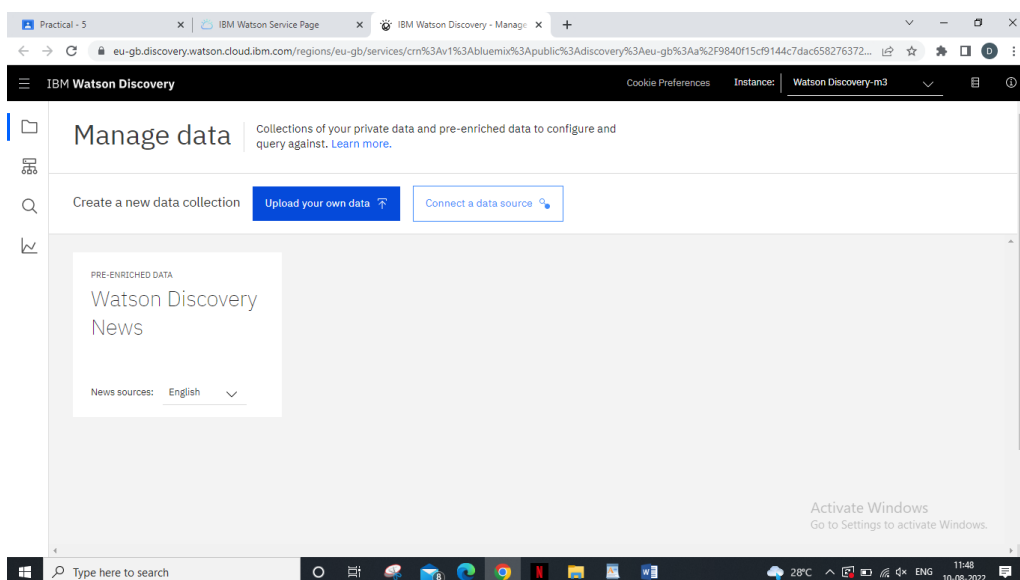 Practical - 5
IBM Watson Service Page
IBM Watson Discovery - Manage
eu-gb.discovery.watson.cloud.ibm.com/regions/eu-gb/services/crn%3Av1%3Abluemix%3Apublic%3Adiscovery%3Aeu-gb%3Aa%2F9840f15cf9144c7dac658276372...
D
IBM Watson Discovery
Cookie Preferences
Instance:
Watson Discovery-m3
Manage data
Collections of your private data and pre-enriched data to configure and
query against. Learn more.
Create a new data collection
Upload your own data
Connect a data source
PRE-ENRICHED DATA
Watson Discovery
News
News sources: English
Activate Windows
Go to Settings to activate Windows.
Type here to search
8
N
28°C
ENG
11:48
10-08-2022